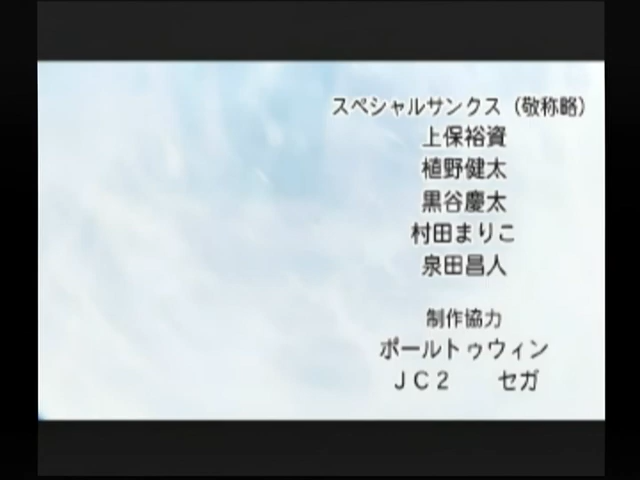 スペシャルサンクス（敬称略）
上保裕資
植野健太
黒谷慶太
村田まりこ
泉田昌人
制作協力
ポールトゥウィン
ＪＣ２　　セガ